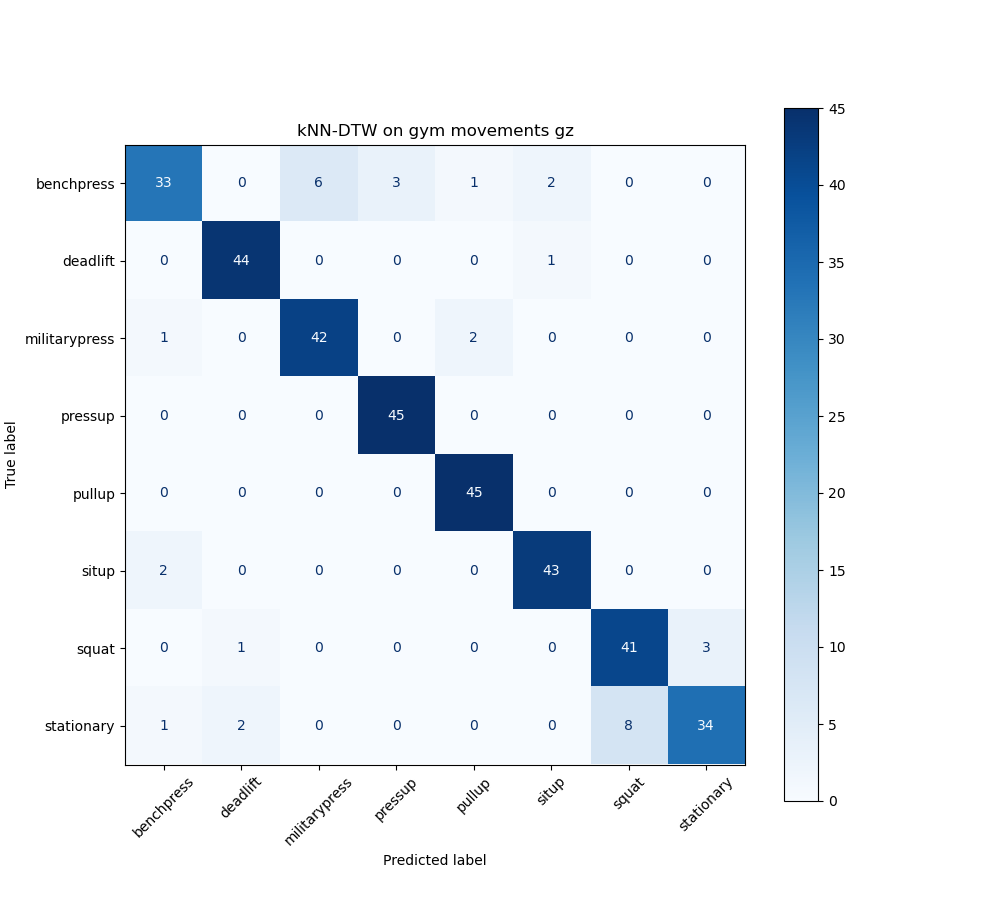 kNN-DTW on gym movements gz
45
40
35
30
25
20
15
10
5
0
True label
benchpress 33 0 6 3 1 2 0 0
deadlift 0 44 0 0 0 1 0 0
militarypress 1 0 42 0 2 0 0 0
pressup 0 0 0 45 0 0 0 0
pullup 0 0 0 0 45 0 0 0
situp 2 0 0 0 0 43 0 0
squat 0 1 0 0 0 0 41 3
stationary 1 2 0 0 0 0 8 34
benchpress deadlift militarypress pressup pullup situp squat stationary
Predicted label